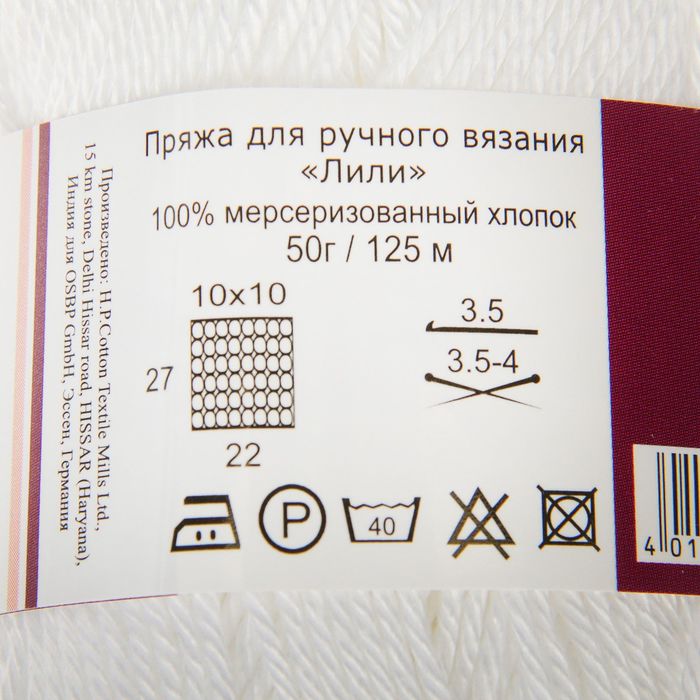 Пряжа для ручного вязания
«Лили»
100% мерсеризованный хлопок
50г / 125 м
10x10
27
22
3.5
3.5-4
P
40
Произведено: H.P.Cotton Textile Mills Ltd.,
15 km stone, Delhi Hissar road, HISSAR (Haryana),
Индия для OSBP GmbH, Эссен, Германия
401